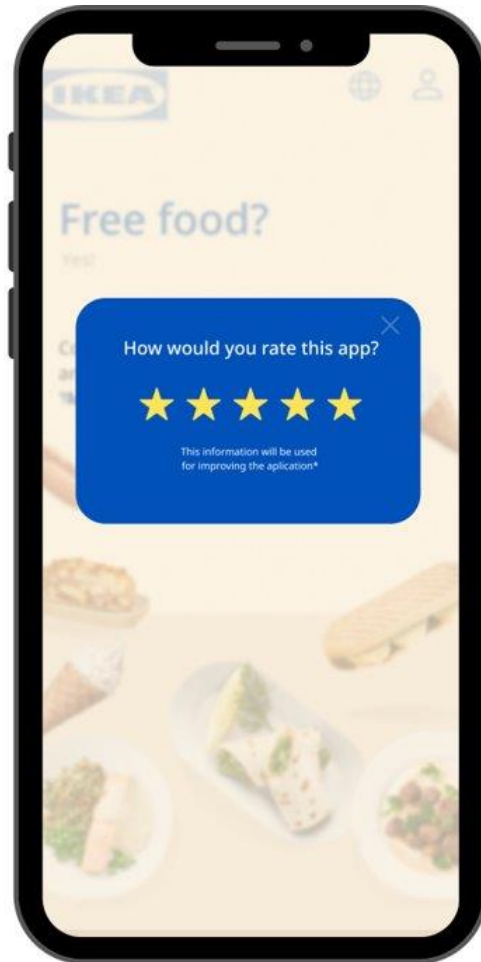 IKEA
Free food?
Yes!
How would you rate this app?
This information will be used
for improving the aplication*